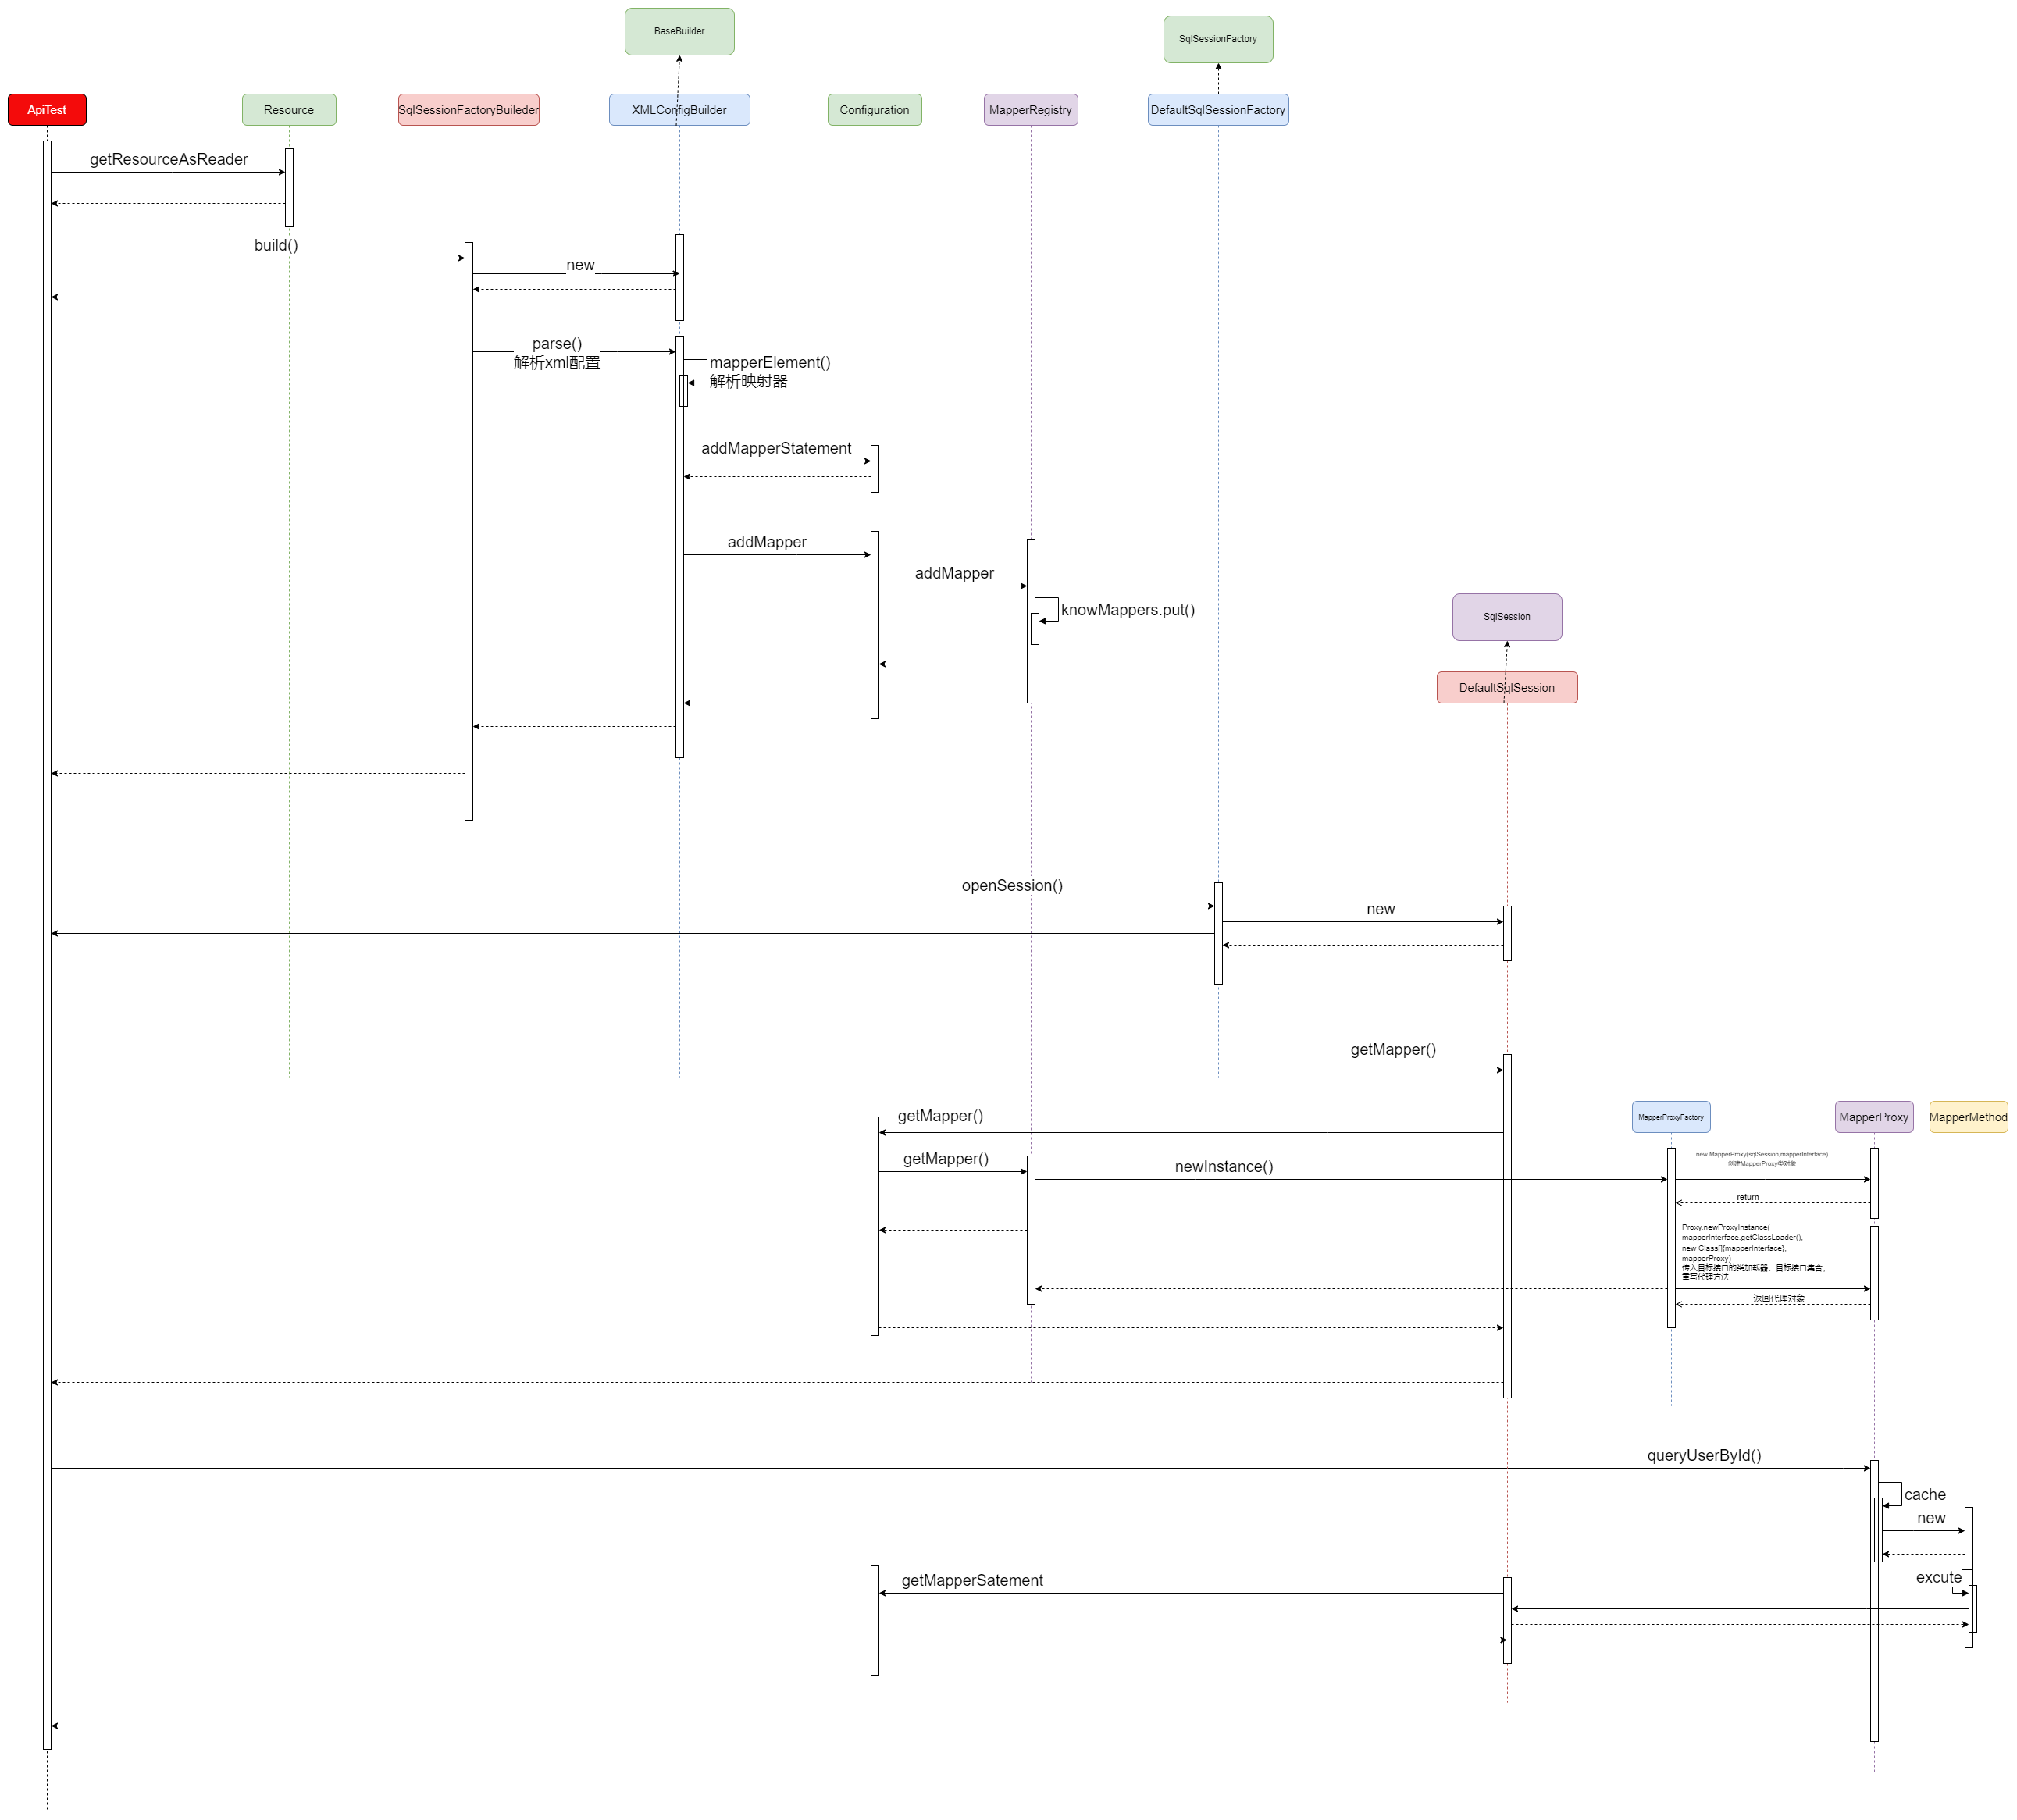 BaseBuilder
SqlSessionFactory
ApiTest
Resource
SqlSessionFactoryBuileder
XMLConfigBuilder
Configuration
MapperRegistry
DefaultSqlSessionFactory
getResourceAsReader
build()
new
parse()
解析xml配置
mapperElement()
解析映射器
addMapperStatement
addMapper
addMapper
knowMappers.put()
SqlSession
DefaultSqlSession
openSession()
new
getMapper()
MapperProxyFactory
MapperProxy
MapperMethod
getMapper()
getMapper()
newInstance()
new MapperProxy(sqlSession,mapperInterface)
创建MapperProxy类对象
return
Proxy.newProxyInstance(
mapperInterface.getClassLoader(),
new Class[]{mapperInterface},
mapperProxy)
传入目标接口的类加载器、目标接口集合，
重写代理方法
返回代理对象
queryUserById()
cache
new
excute
getMapperSatement